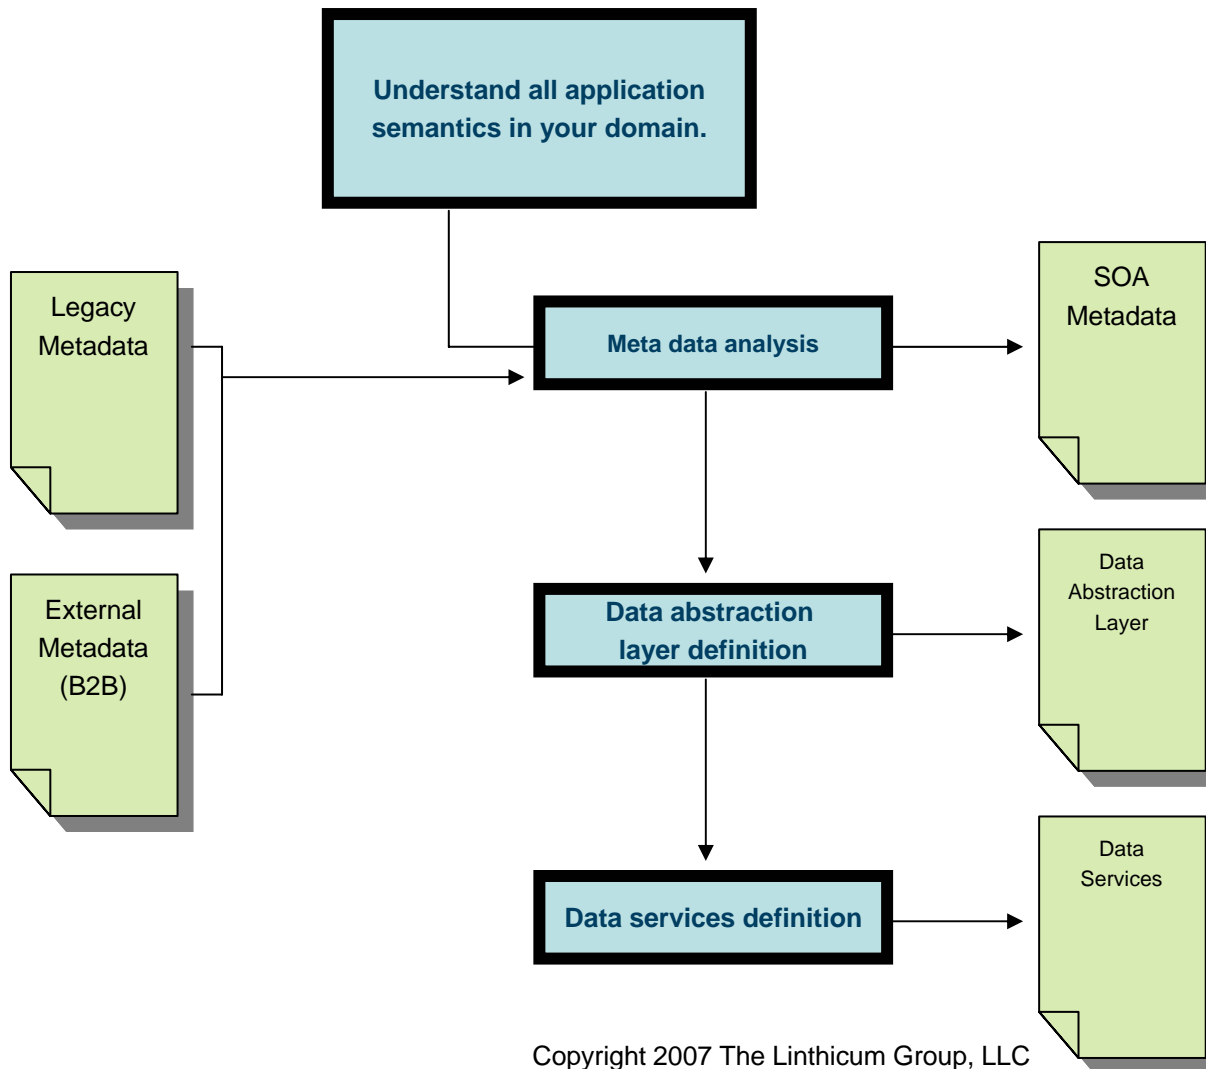 Understand all application
semantics in your domain.
Legacy
Metadata
SOA
Metadata
Meta data analysis
External
Metadata
(B2B)
Data abstraction
layer definition
Data
Abstraction
Layer
Data services definition
Data
Services
Copyright 2007 The Linthicum Group, LLC